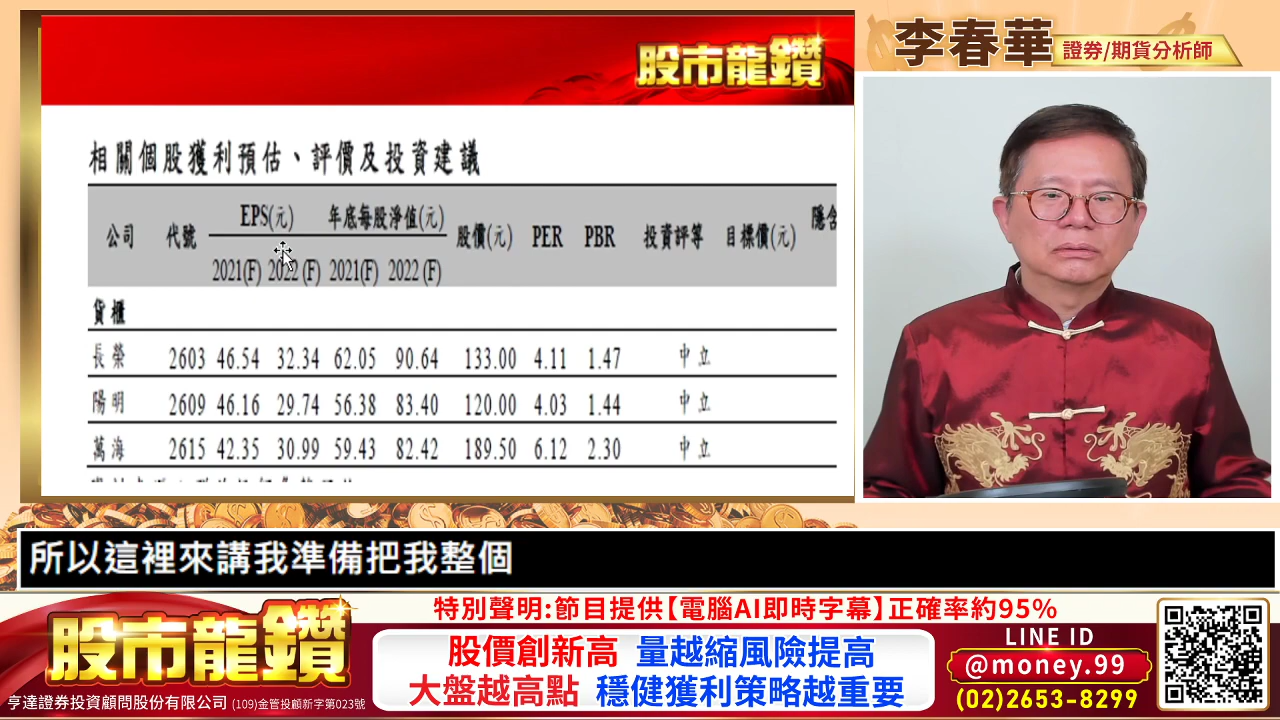 股市龍鑽
李春華 證券/期貨分析師
相關個股獲利預估、評價及投資建議
公司 代號 EPS(元) 年底每股淨值(元) 股價(元) PER PBR 投資評等 目標價(元) 隱含
2021(F) 2022 (F) 2021(F) 2022 (F)
貨櫃
長榮 2603 46.54 32.34 62.05 90.64 133.00 4.11 1.47 中立
陽明 2609 46.16 29.74 56.38 83.40 120.00 4.03 1.44 中立
萬海 2615 42.35 30.99 59.43 82.42 189.50 6.12 2.30 中立
所以這裡來講我準備把我整個
特別聲明:節目提供【電腦AI即時字幕】正確率約95%
股市龍鑽
亨達證券投資顧問股份有限公司 (109)金管投顧新字第023號
股價創新高 量越縮風險提高
大盤越高點 穩健獲利策略越重要
LINE ID
@money.99
(02)2653-8299